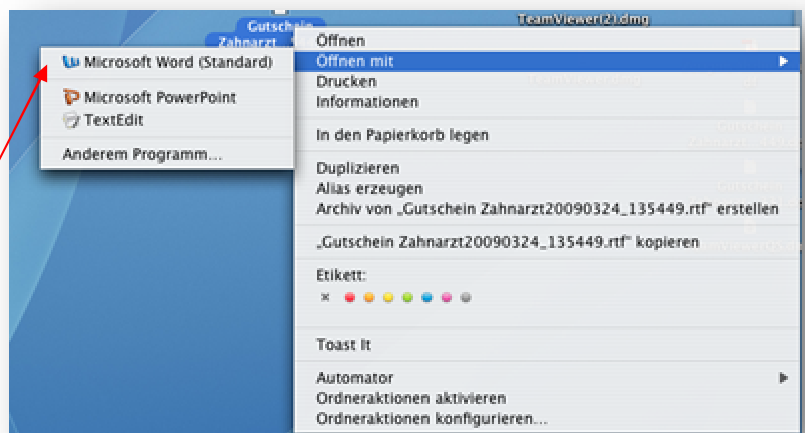 TeamViewer(2).dmg
Gutschein
Zahnarzt
Öffnen
Öffnen mit
Microsoft Word (Standard)
Microsoft PowerPoint
TextEdit
Anderem Programm...
Drucken
Informationen
In den Papierkorb legen
Duplizieren
Alias erzeugen
Archiv von „Gutschein Zahnarzt20090324_135449.rtf“ erstellen
„Gutschein Zahnarzt20090324_135449.rtf“ kopieren
Etikett:
Toast It
Automator
Ordneraktionen aktivieren
Ordneraktionen konfigurieren...